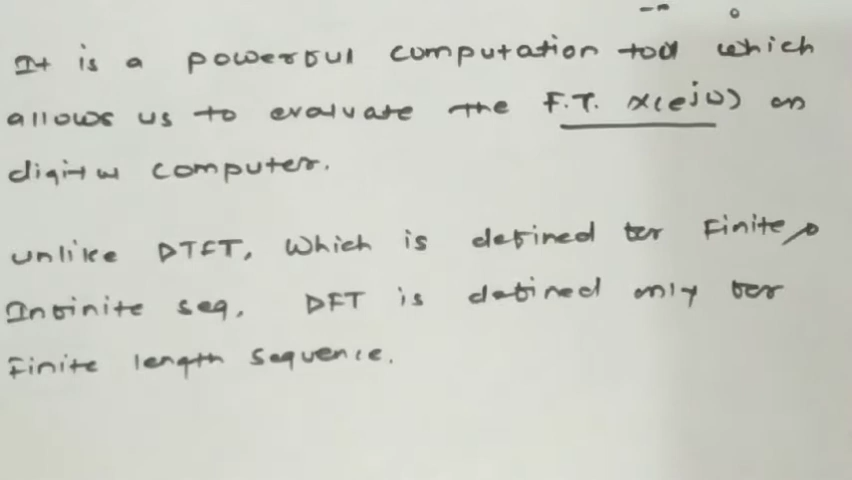 It is a powerful computation tool which
allows us to evaluate the F.T. x(ejω) on
digital computer.
unlike DTFT, which is defined for Finite,
Infinite seq. DFT is defined only for
Finite length sequence.